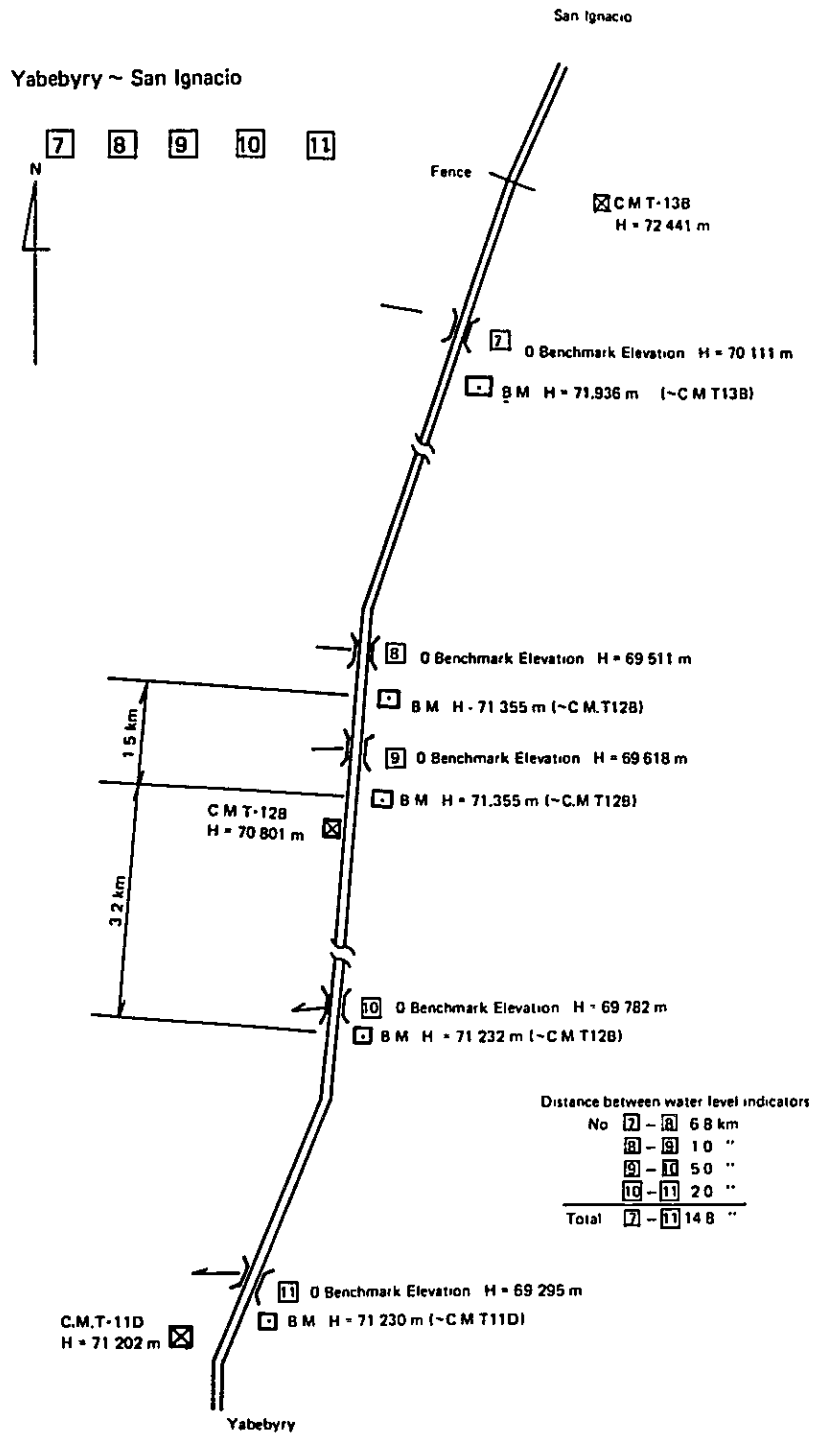 San Ignacio
Yabebyry ~ San Ignacio
7 8 9 10 11
N
Fence
C M T-13B
H = 72 441 m
7 0 Benchmark Elevation H = 70 111 m
B M H = 71.936 m (~C M T13B)
8 0 Benchmark Elevation H = 69 511 m
B M H - 71 355 m (~C M.T12B)
1 5 km
9 0 Benchmark Elevation H = 69 618 m
B M H = 71.355 m (~C.M T12B)
C M T-12B
H = 70 801 m
3 2 km
10 0 Benchmark Elevation H = 69 782 m
B M H = 71 232 m (~C M T12B)
Distance between water level indicators
No 7 - 8 6 8 km
8 - 9 1 0 "
9 - 10 5 0 "
10 - 11 2 0 "
Total 7 - 11 14 8 "
11 0 Benchmark Elevation H = 69 295 m
B M H = 71 230 m (~C M T11D)
C.M.T-11D
H = 71 202 m
Yabebyry